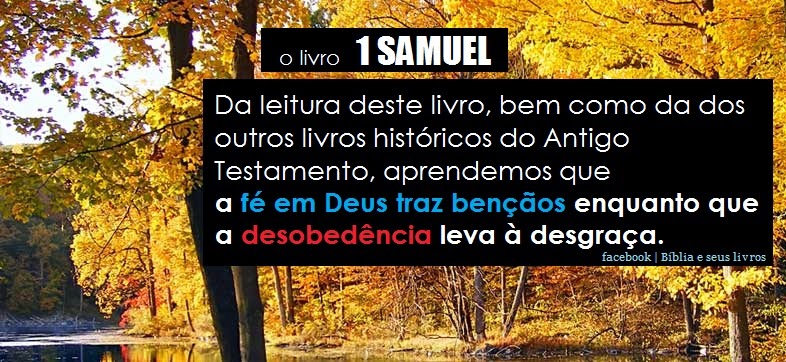 o livro 1 SAMUEL
Da leitura deste livro, bem como da dos
outros livros históricos do Antigo
Testamento, aprendemos que
a fé em Deus traz bençãos enquanto que
a desobedência leva à desgraça.
facebook | Bíblia e seus livros